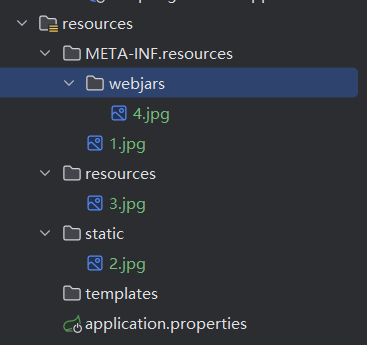 resources
META-INF.resources
webjars
4.jpg
1.jpg
resources
3.jpg
static
2.jpg
templates
application.properties